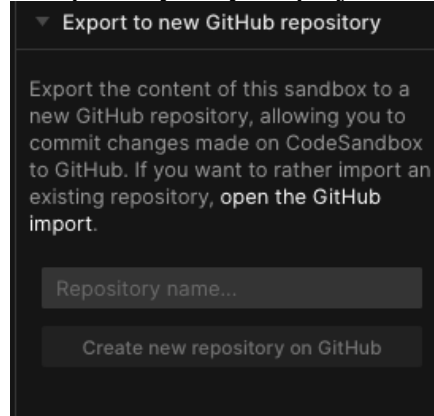 Export to new GitHub repository
Export the content of this sandbox to a
new GitHub repository, allowing you to
commit changes made on CodeSandbox
to GitHub. If you want to rather import an
existing repository, open the GitHub
import.
Repository name...
Create new repository on GitHub